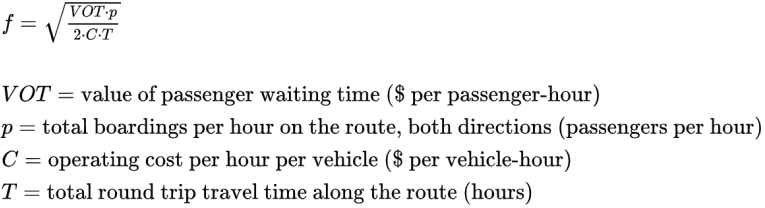 f = √(VOT·p / 2·C·T)
VOT = value of passenger waiting time ($ per passenger-hour)
p = total boardings per hour on the route, both directions (passengers per hour)
C = operating cost per hour per vehicle ($ per vehicle-hour)
T = total round trip travel time along the route (hours)